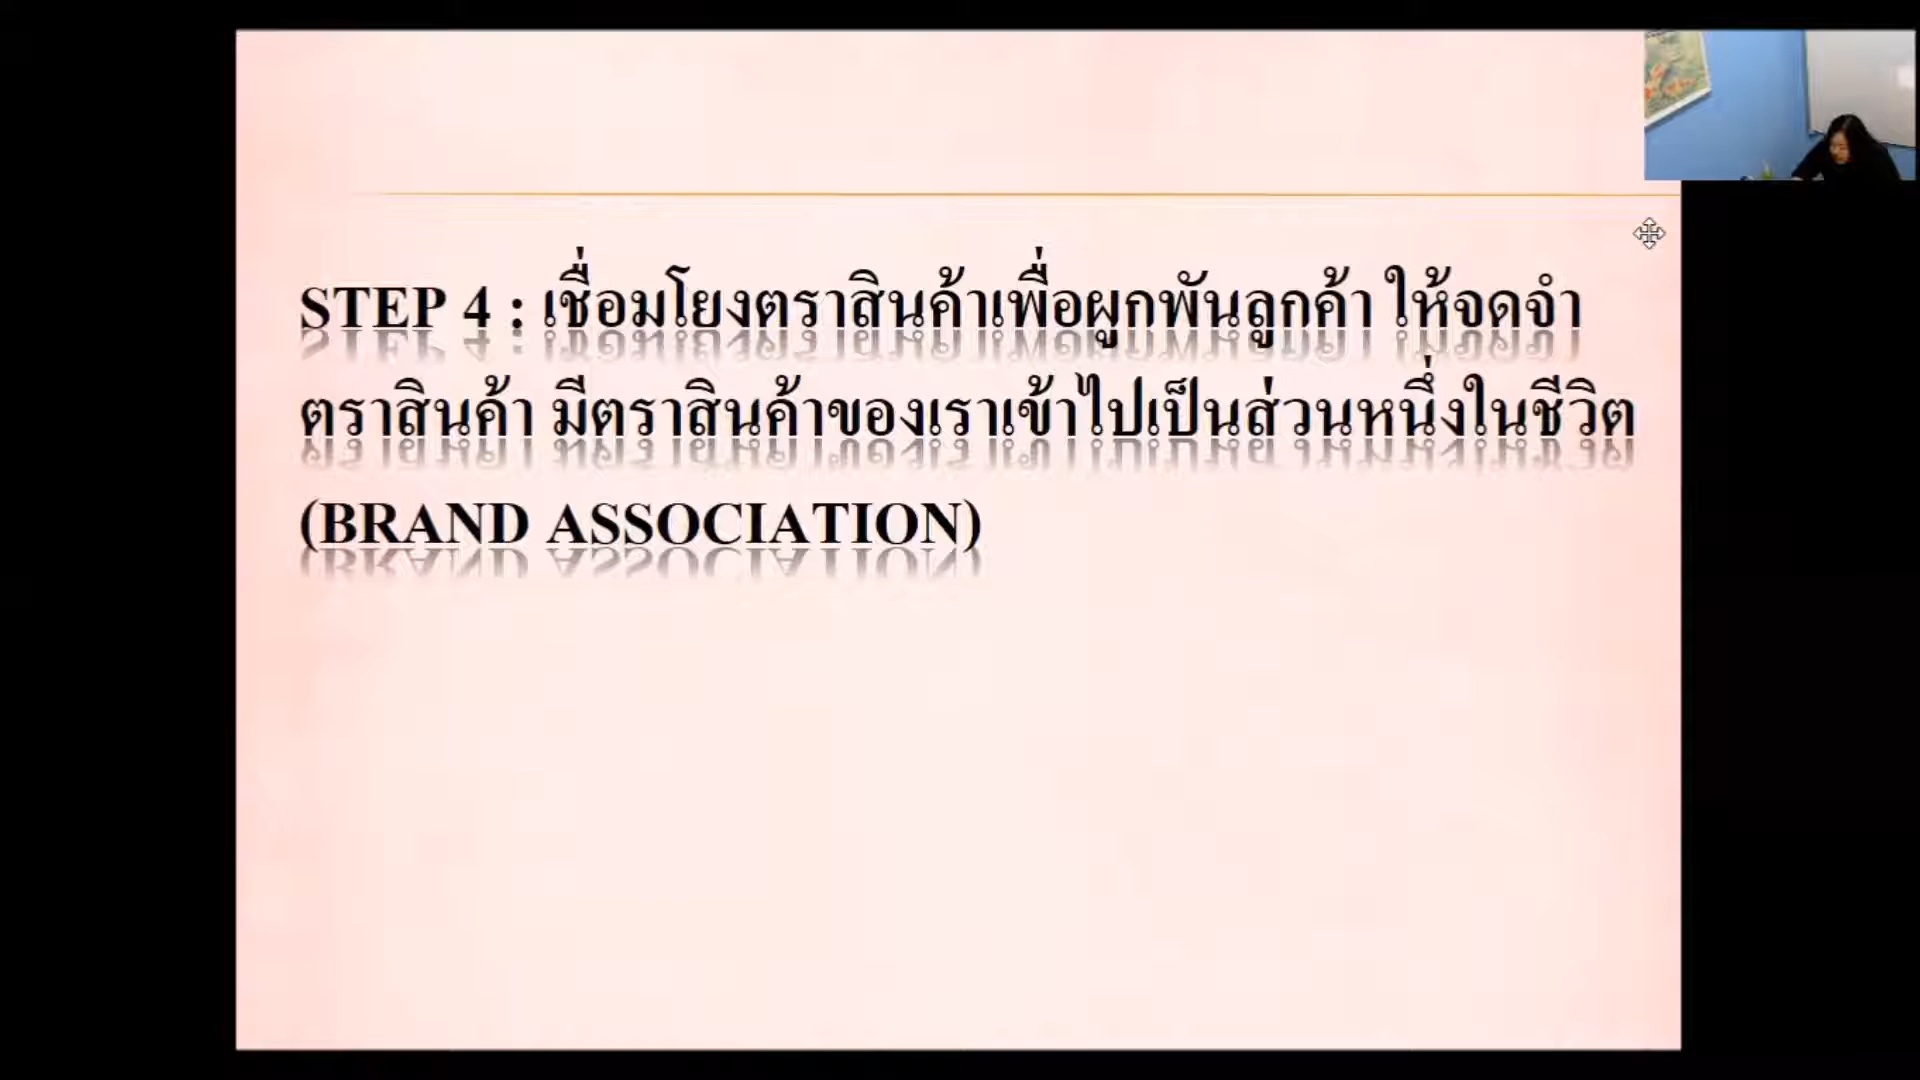 STEP 4 : เชื่อมโยงตราสินค้าเพื่อผูกพันลูกค้า ให้จดจำ
ตราสินค้า มีตราสินค้าของเราเข้าไปเป็นส่วนหนึ่งในชีวิต
(BRAND ASSOCIATION)